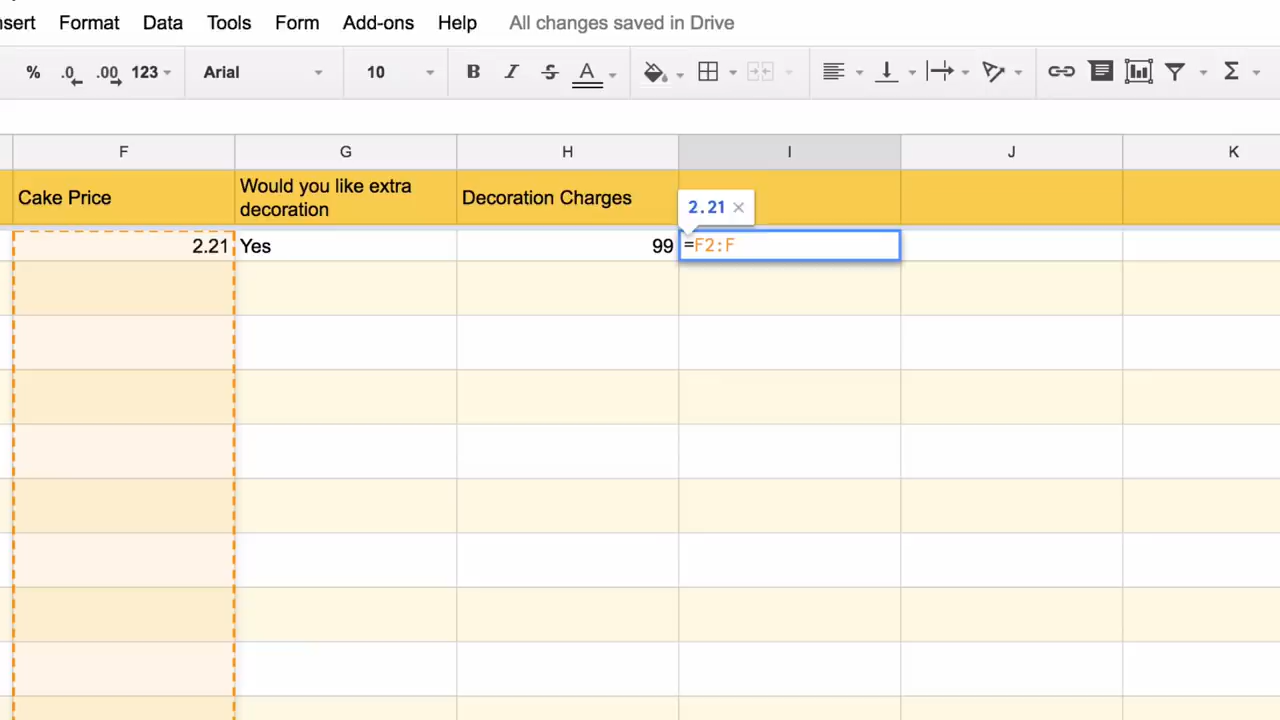 nsert Format Data Tools Form Add-ons Help All changes saved in Drive
% .0 .00 123 Arial 10 B I S A Σ
F G H I J K
Cake Price
Would you like extra
decoration
Decoration Charges
2.21 ×
2.21 Yes 99 =F2:F